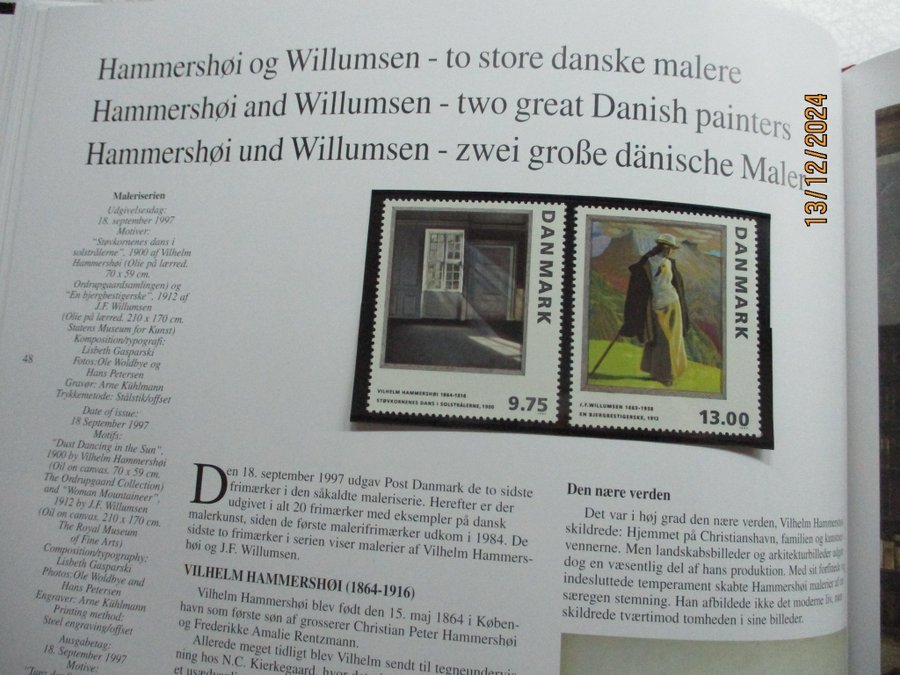 Hammershøi og Willumsen - to store danske malere
Hammershøi and Willumsen - two great Danish painters
Hammershøi und Willumsen - zwei große dänische Maler
13/12/2024
Maleriserien
Udgivelsesdag:
18. september 1997
Motiver:
"Støvkornenes dans i
solstrålerne", 1900 af Vilhelm
Hammershøi (Olie på lærred.
70 x 59 cm.
Ordrupgaardsamlingen) og
"En bjergbestigerske", 1912 af
J.F. Willumsen
(Olie på lærred. 210 x 170 cm.
Statens Museum for Kunst)
Komposition/typografi:
Lisbeth Gasparski
Fotos:Ole Woldbye og
Hans Petersen
Gravør: Arne Kühlmann
Trykkemetode: Stålstik/offset
Date of issue:
18 September 1997
Motifs:
"Dust Dancing in the Sun",
1900 by Vilhelm Hammershøi
(Oil on canvas. 70 x 59 cm.
The Ordrupgaard Collection)
and "Woman Mountaineer",
1912 by J.F. Willumsen
(Oil on canvas. 210 x 170 cm.
The Royal Museum
of Fine Arts)
Composition/typography:
Lisbeth Gasparski
Photos:Ole Woldbye and
Hans Petersen
Engraver: Arne Kühlmann
Printing method:
Steel engraving/offset
Ausgabetag:
18. September 1997
Motive:
48
DANMARK
VILHELM HAMMERSHØI 1864-1916
STØVKORNENES DANS I SOLSTRÅLERNE, 1900
9.75
DANMARK
J.F.WILLUMSEN 1863-1958
EN BJERGBESTIGERSKE, 1912
13.00
Den 18. september 1997 udgav Post Danmark de to sidste
frimærker i den såkaldte maleriserie. Herefter er der
udgivet i alt 20 frimærker med eksempler på dansk
malerkunst, siden de første malerifrimærker udkom i 1984. De
sidste to frimærker i serien viser malerier af Vilhelm Hammers-
høi og J.F. Willumsen.
VILHELM HAMMERSHØI (1864-1916)
Vilhelm Hammershøi blev født den 15. maj 1864 i Køben-
havn som første søn af grosserer Christian Peter Hammershøi
og Frederikke Amalie Rentzmann.
Allerede meget tidligt blev Vilhelm sendt til tegneundervis-
ning hos N.C. Kierkegaard, hvor
Den nære verden
Det var i høj grad den nære verden, Vilhelm Hammershøi
skildrede: Hjemmet på Christianshavn, familien og
vennerne. Men landskabsbilleder og arkitekturbilleder
dog en væsentlig del af hans produktion. Med sit
indesluttede temperament skabte Hammershøi malerier af en
særegen stemning. Han afbildede ikke det moderne liv, men
skildrede tværtimod tomheden i sine billeder.